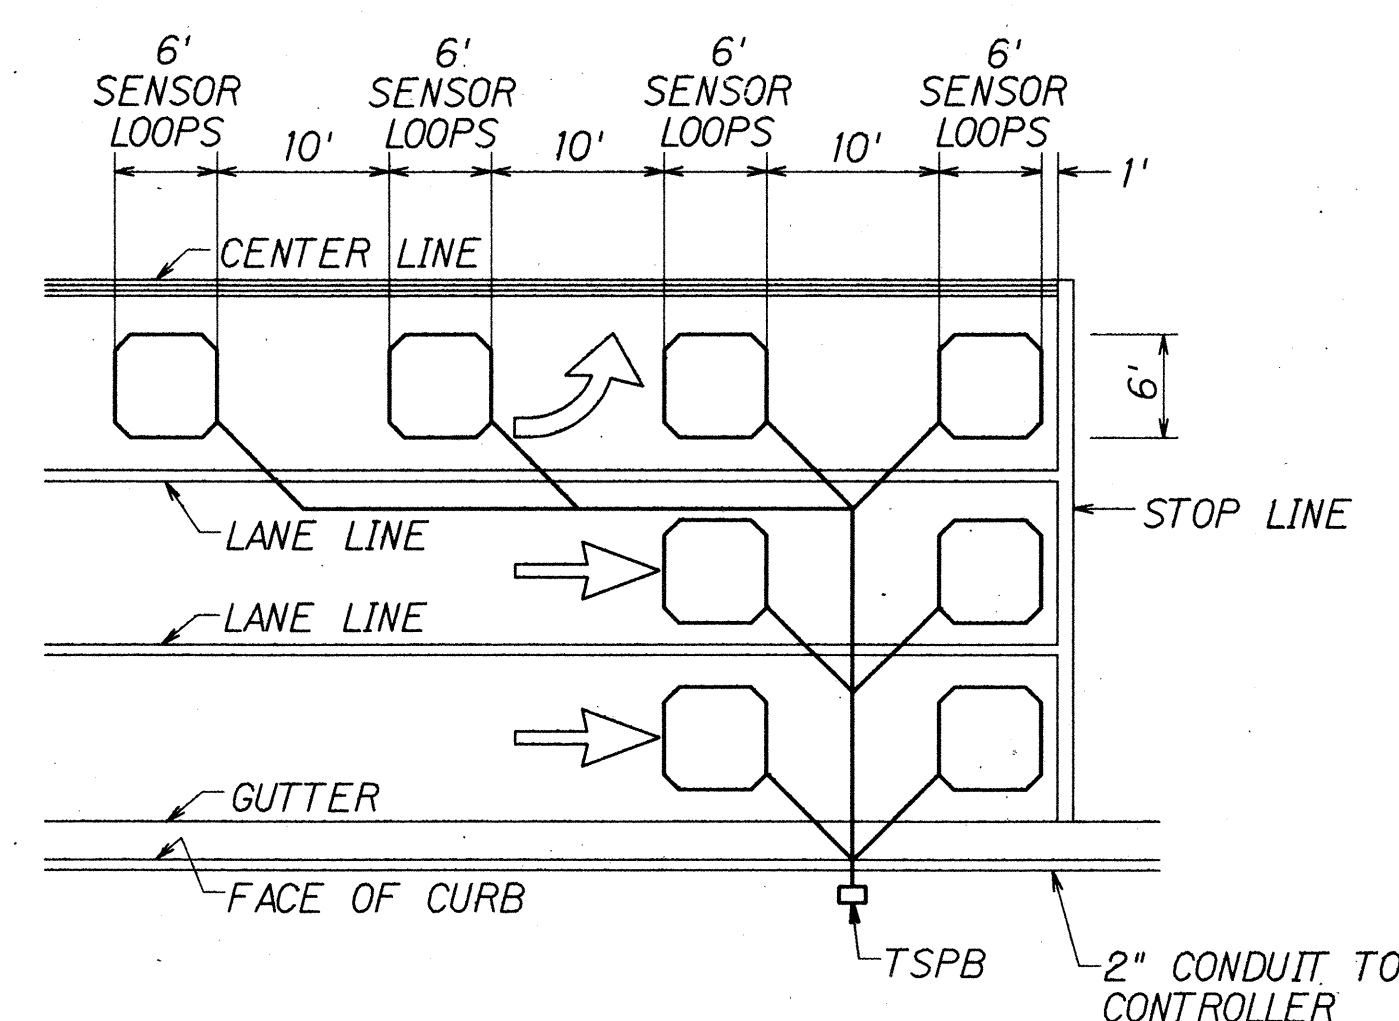 6'
SENSOR
LOOPS
6'
SENSOR
LOOPS
6'
SENSOR
LOOPS
6'
SENSOR
LOOPS
10'
10'
10'
1'
CENTER LINE
6'
LANE LINE
STOP LINE
LANE LINE
GUTTER
FACE OF CURB
TSPB
2" CONDUIT TO
CONTROLLER